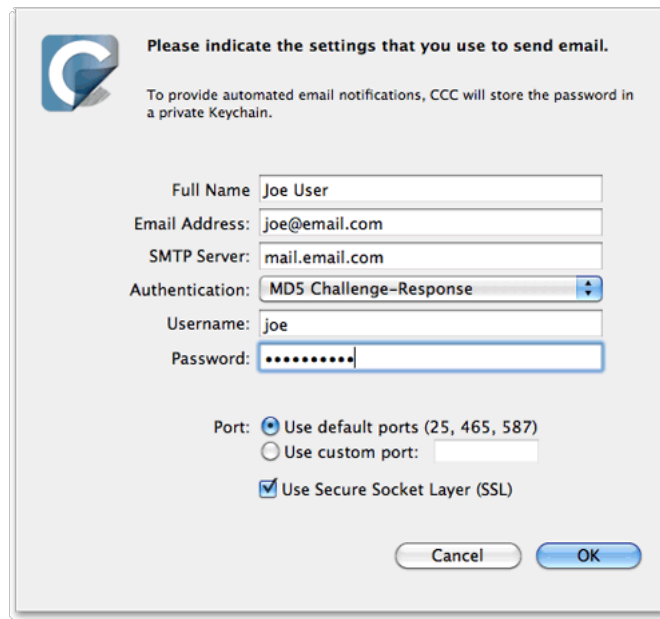 Please indicate the settings that you use to send email.
To provide automated email notifications, CCC will store the password in
a private Keychain.
Full Name Joe User
Email Address: joe@email.com
SMTP Server: mail.email.com
Authentication: MD5 Challenge-Response
Username: joe
Password: ••••••••••
Port: Use default ports (25, 465, 587)
Use custom port:
Use Secure Socket Layer (SSL)
Cancel OK